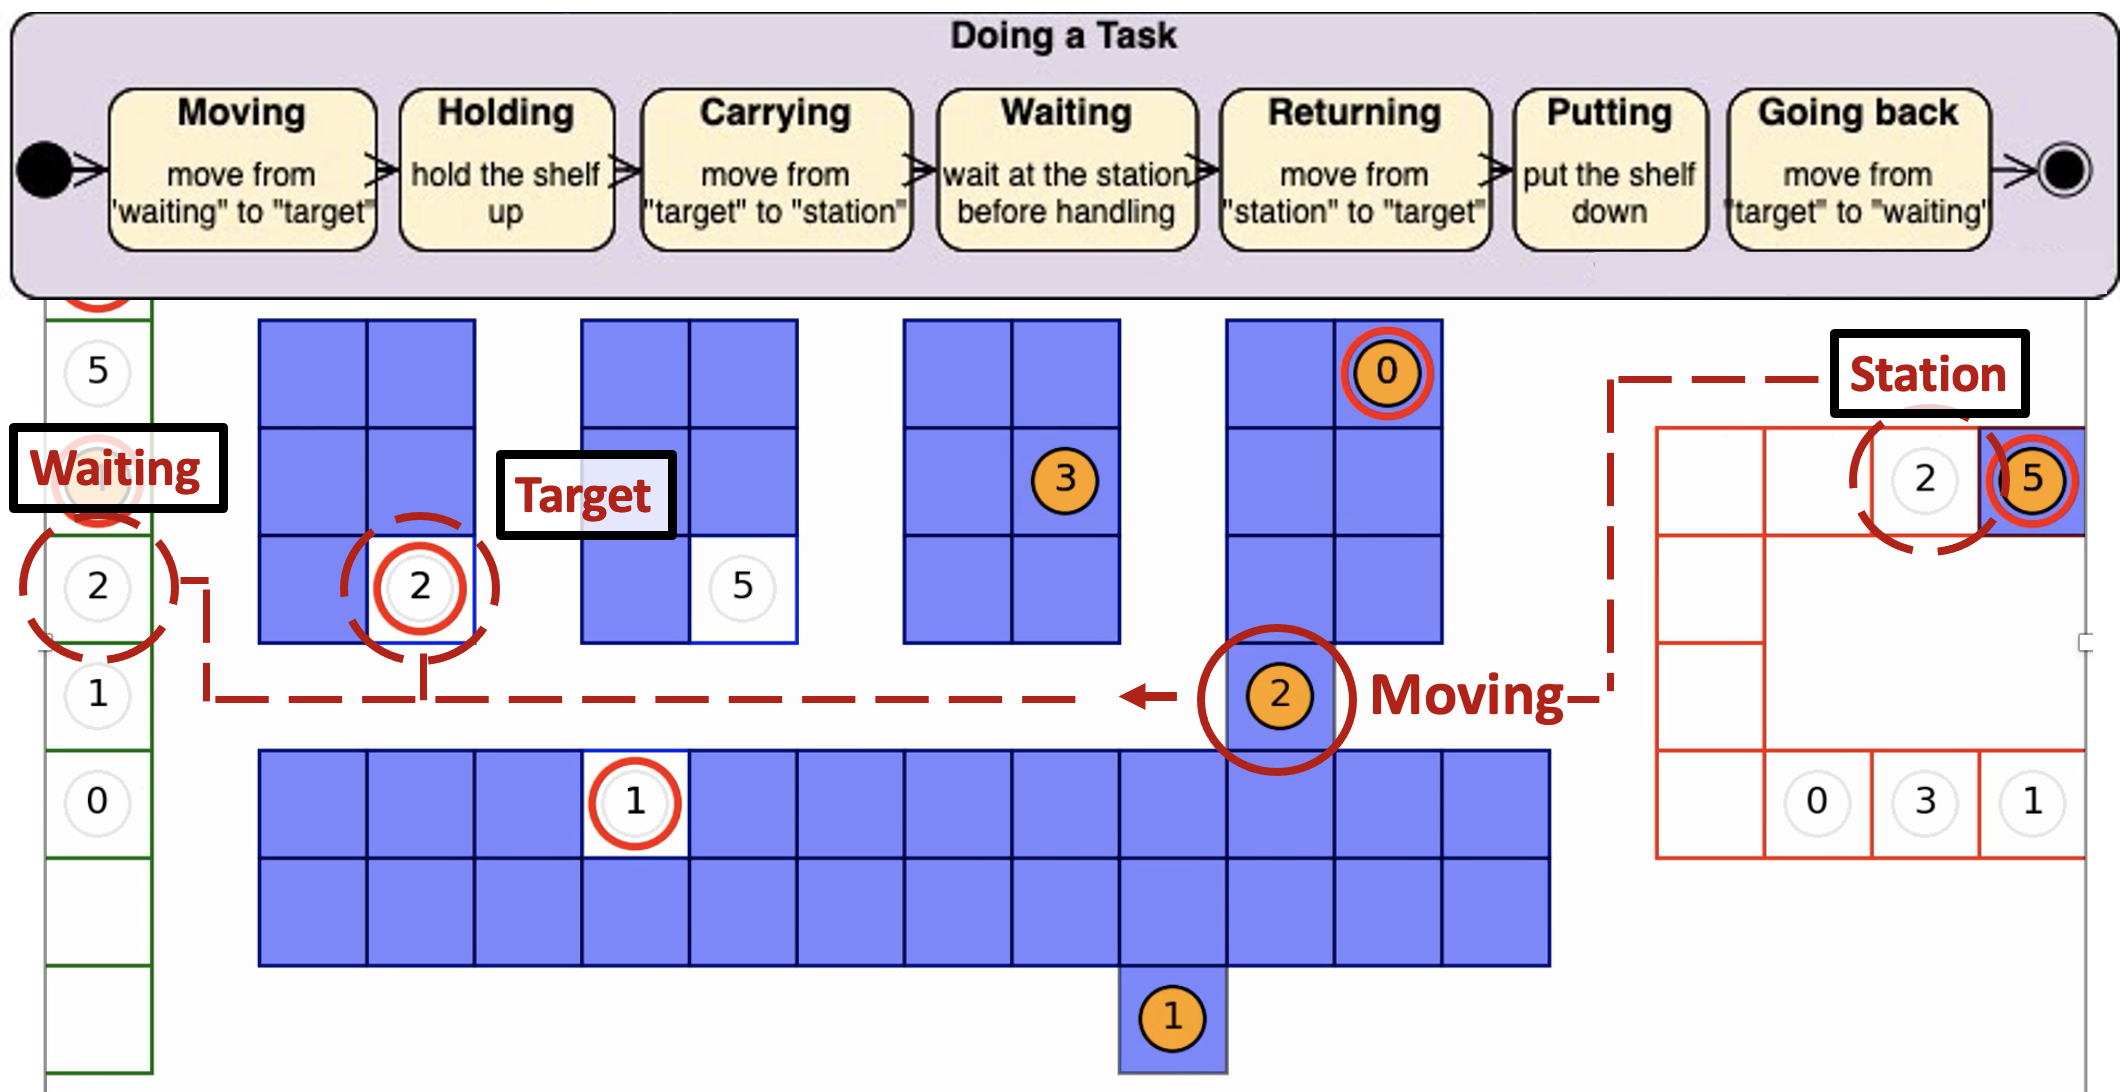 Doing a Task
Moving
move from
'waiting" to "target"
Holding
hold the shelf
up
Carrying
move from
"target" to "station"
Waiting
wait at the station
before handling
Returning
move from
"station" to "target"
Putting
put the shelf
down
Going back
move from
"target" to "waiting"
5
0
Station
Waiting
Target
3
2
5
2
2
5
1
2
Moving
0
1
0
3
1
1